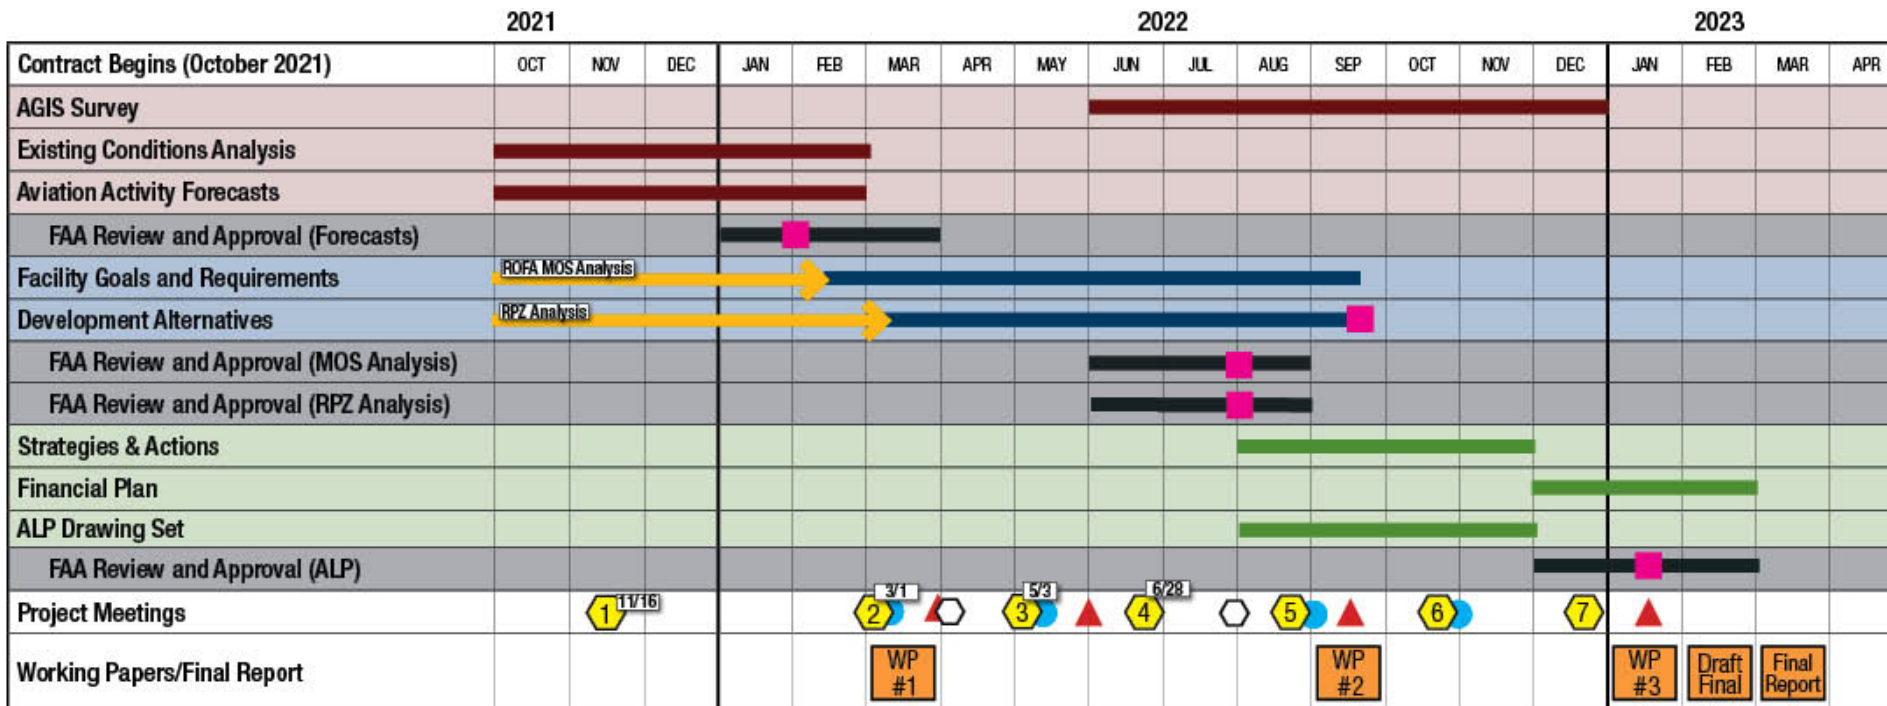 2021 2022 2023
Contract Begins (October 2021) OCT NOV DEC JAN FEB MAR APR MAY JUN JUL AUG SEP OCT NOV DEC JAN FEB MAR APR
AGIS Survey
Existing Conditions Analysis
Aviation Activity Forecasts
FAA Review and Approval (Forecasts)
Facility Goals and Requirements ROFA MOS Analysis
Development Alternatives RPZ Analysis
FAA Review and Approval (MOS Analysis)
FAA Review and Approval (RPZ Analysis)
Strategies & Actions
Financial Plan
ALP Drawing Set
FAA Review and Approval (ALP)
Project Meetings 1 11/16 2 3/1 3 5/3 4 6/28 5 6 7
Working Papers/Final Report
WP
#1
WP
#2
WP
#3
Draft
Final
Final
Report